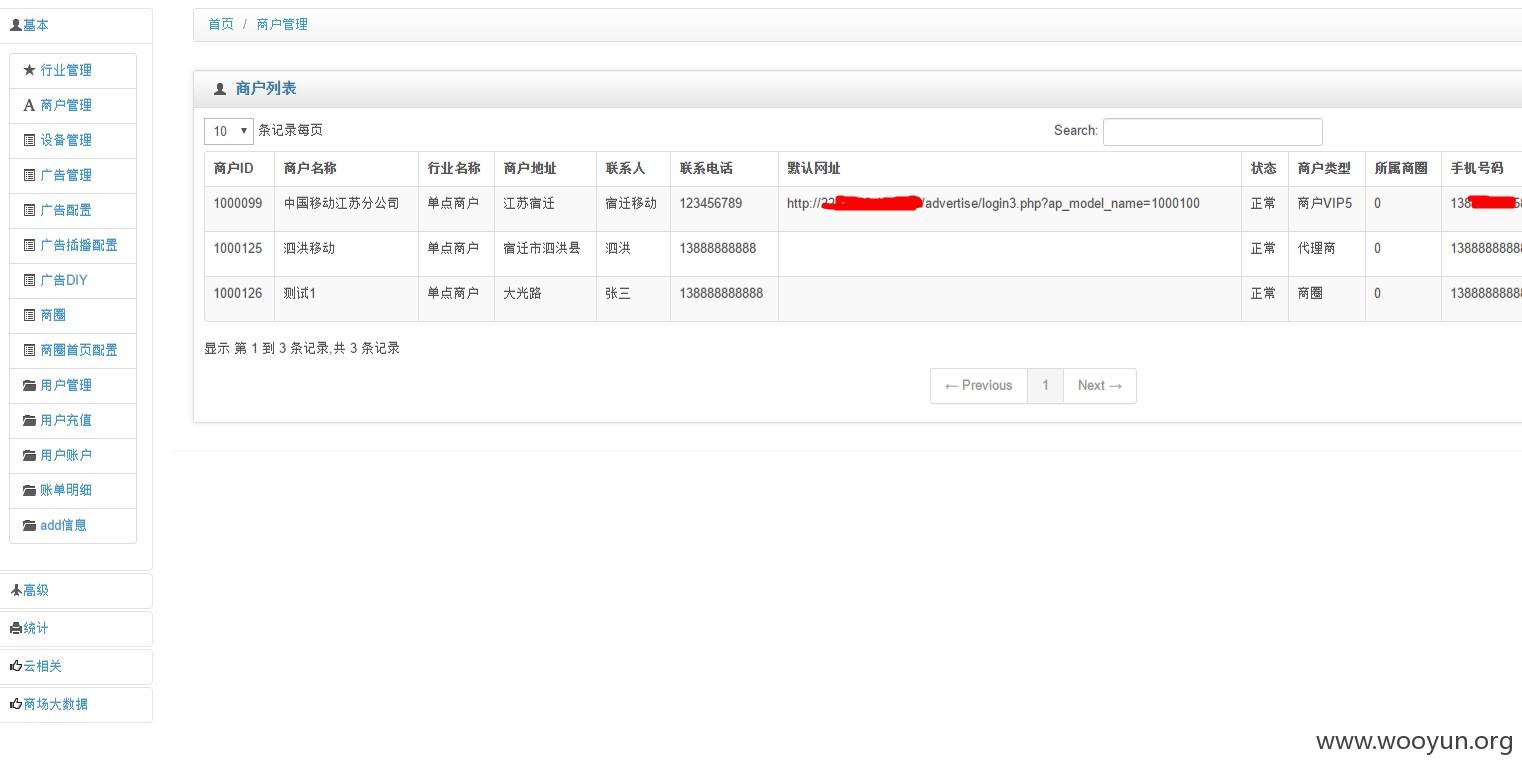 基本
行业管理
商户管理
设备管理
广告管理
广告配置
广告插播配置
广告DIY
商圈
商圈首页配置
用户管理
用户充值
用户账户
账单明细
add信息
高级
统计
云相关
商场大数据
首页 / 商户管理
商户列表
10 条记录每页 Search:
商户ID 商户名称 行业名称 商户地址 联系人 联系电话 默认网址 状态 商户类型 所属商圈 手机号码
1000099 中国移动江苏分公司 单点商户 江苏宿迁 宿迁移动 123456789 http:// /advertise/login3.php?ap_model_name=1000100 正常 商户VIP5 0 138
1000125 泗洪移动 单点商户 宿迁市泗洪县 泗洪 13888888888 正常 代理商 0 1388888888
1000126 测试1 单点商户 大光路 张三 138888888888 正常 商圈 0 1388888888
显示 第 1 到 3 条记录,共 3 条记录
← Previous 1 Next →
www.wooyun.org